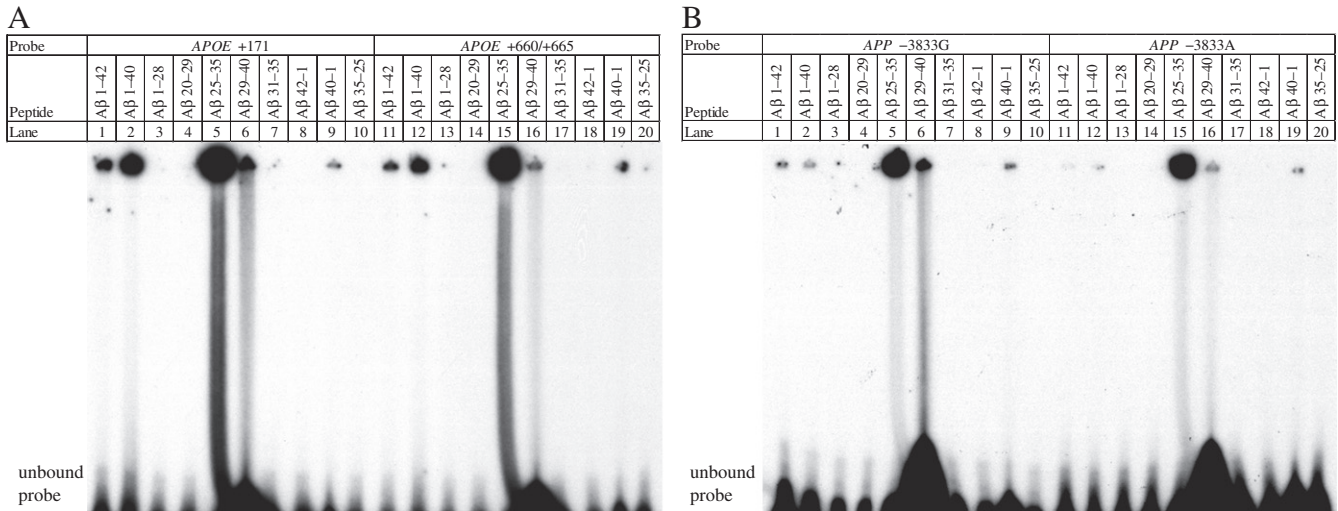 A
Probe APOE +171 APOE +660/+665
Peptide Aβ 1–42 Aβ 1–40 Aβ 1–28 Aβ 20–29 Aβ 25–35 Aβ 29–40 Aβ 31–35 Aβ 42–1 Aβ 40–1 Aβ 35–25 Aβ 1–42 Aβ 1–40 Aβ 1–28 Aβ 20–29 Aβ 25–35 Aβ 29–40 Aβ 31–35 Aβ 42–1 Aβ 40–1 Aβ 35–25
Lane 1 2 3 4 5 6 7 8 9 10 11 12 13 14 15 16 17 18 19 20
unbound
probe
B
Probe APP –3833G APP –3833A
Peptide Aβ 1–42 Aβ 1–40 Aβ 1–28 Aβ 20–29 Aβ 25–35 Aβ 29–40 Aβ 31–35 Aβ 42–1 Aβ 40–1 Aβ 35–25 Aβ 1–42 Aβ 1–40 Aβ 1–28 Aβ 20–29 Aβ 25–35 Aβ 29–40 Aβ 31–35 Aβ 42–1 Aβ 40–1 Aβ 35–25
Lane 1 2 3 4 5 6 7 8 9 10 11 12 13 14 15 16 17 18 19 20
unbound
probe